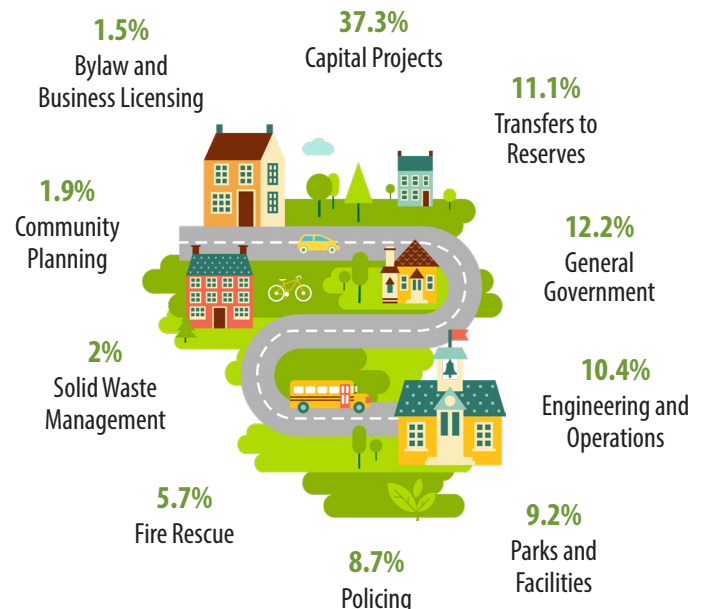 37.3%
Capital Projects
11.1%
Transfers to
Reserves
12.2%
General
Government
10.4%
Engineering and
Operations
9.2%
Parks and
Facilities
8.7%
Policing
5.7%
Fire Rescue
2%
Solid Waste
Management
1.9%
Community
Planning
1.5%
Bylaw and
Business Licensing